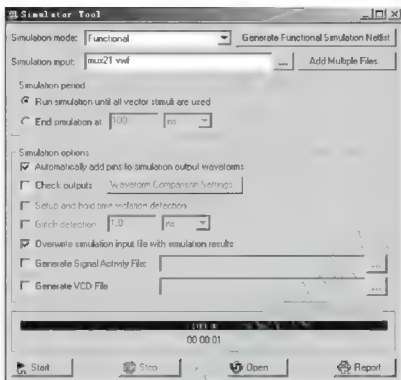 Simulator Tool
Simulation mode: Functional Generate Functional Simulation Netlist
Simulation input: mux21.vwf ... Add Multiple Files
Simulation period
Run simulation until all vector stimuli are used
End simulation at: 100 ns
Simulation options
Automatically add pins to simulation output waveforms
Check outputs Waveform Comparison Settings
Setup and hold time violation detection
Glitch detection: 1.0 ns
Overwrite simulation input file with simulation results
Generate Signal Activity File: ...
Generate VCD File ...
00:00:01
Start Stop Open Report